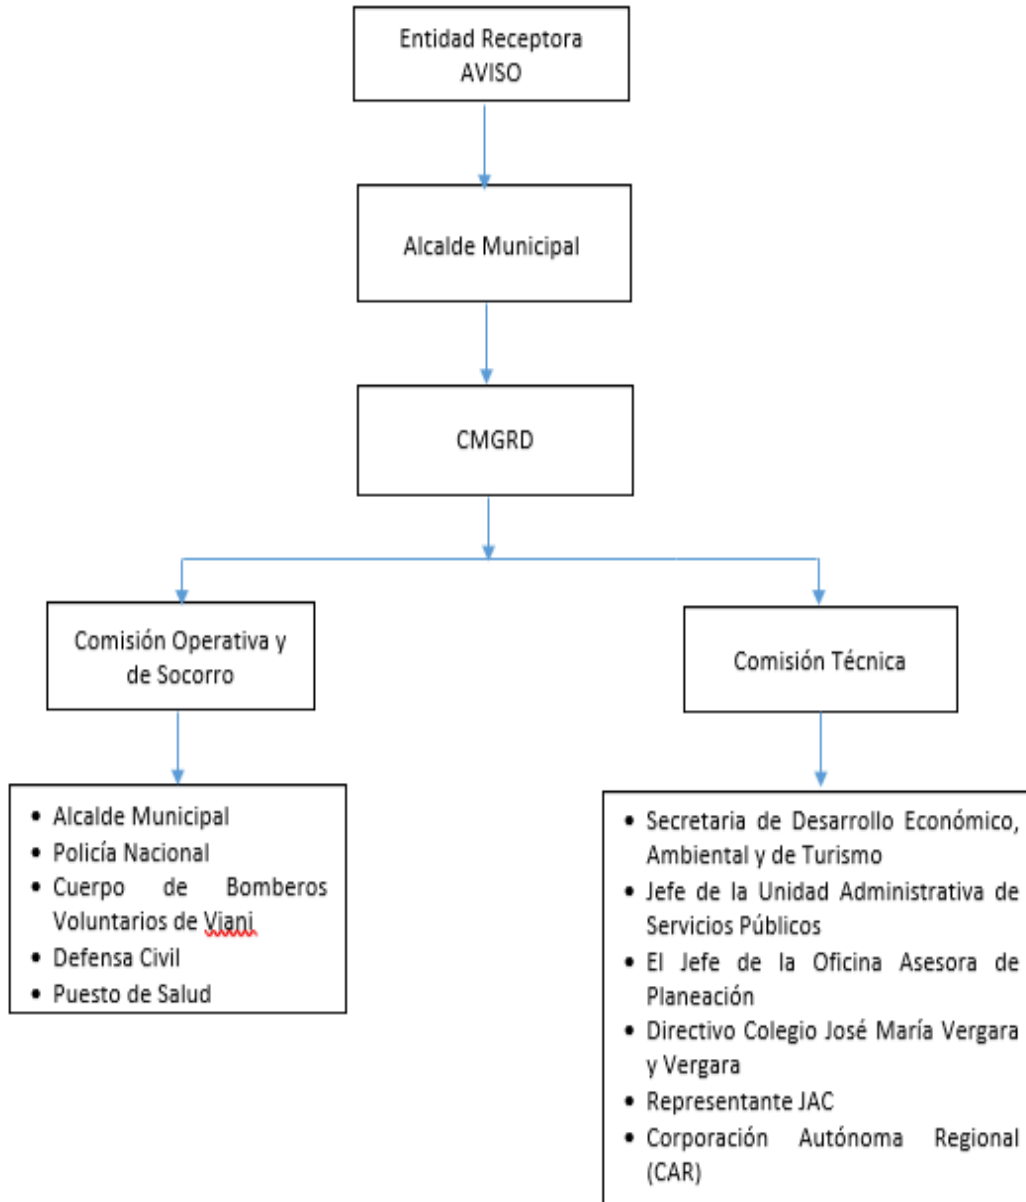 Entidad Receptora
AVISO
Alcalde Municipal
CMGRD
Comisión Operativa y
de Socorro
Comisión Técnica
• Alcalde Municipal
• Policía Nacional
• Cuerpo de Bomberos
Voluntarios de Viani
• Defensa Civil
• Puesto de Salud
• Secretaria de Desarrollo Económico,
Ambiental y de Turismo
• Jefe de la Unidad Administrativa de
Servicios Públicos
• El Jefe de la Oficina Asesora de
Planeación
• Directivo Colegio José María Vergara
y Vergara
• Representante JAC
• Corporación Autónoma Regional
(CAR)